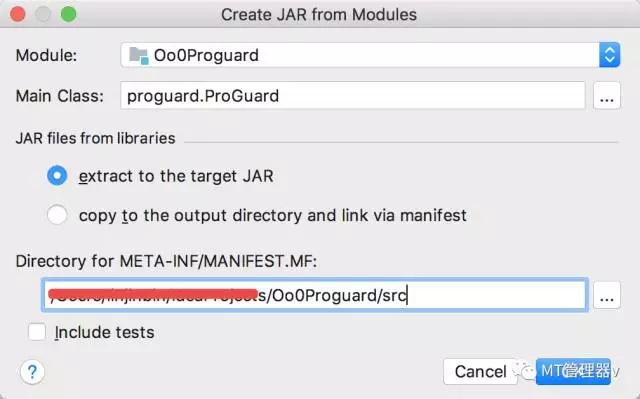 Create JAR from Modules
Module: Oo0Proguard
Main Class: proguard.ProGuard ...
JAR files from libraries
extract to the target JAR
copy to the output directory and link via manifest
Directory for META-INF/MANIFEST.MF:
s/Oo0Proguard/src ...
Include tests
? Cancel MT管理器